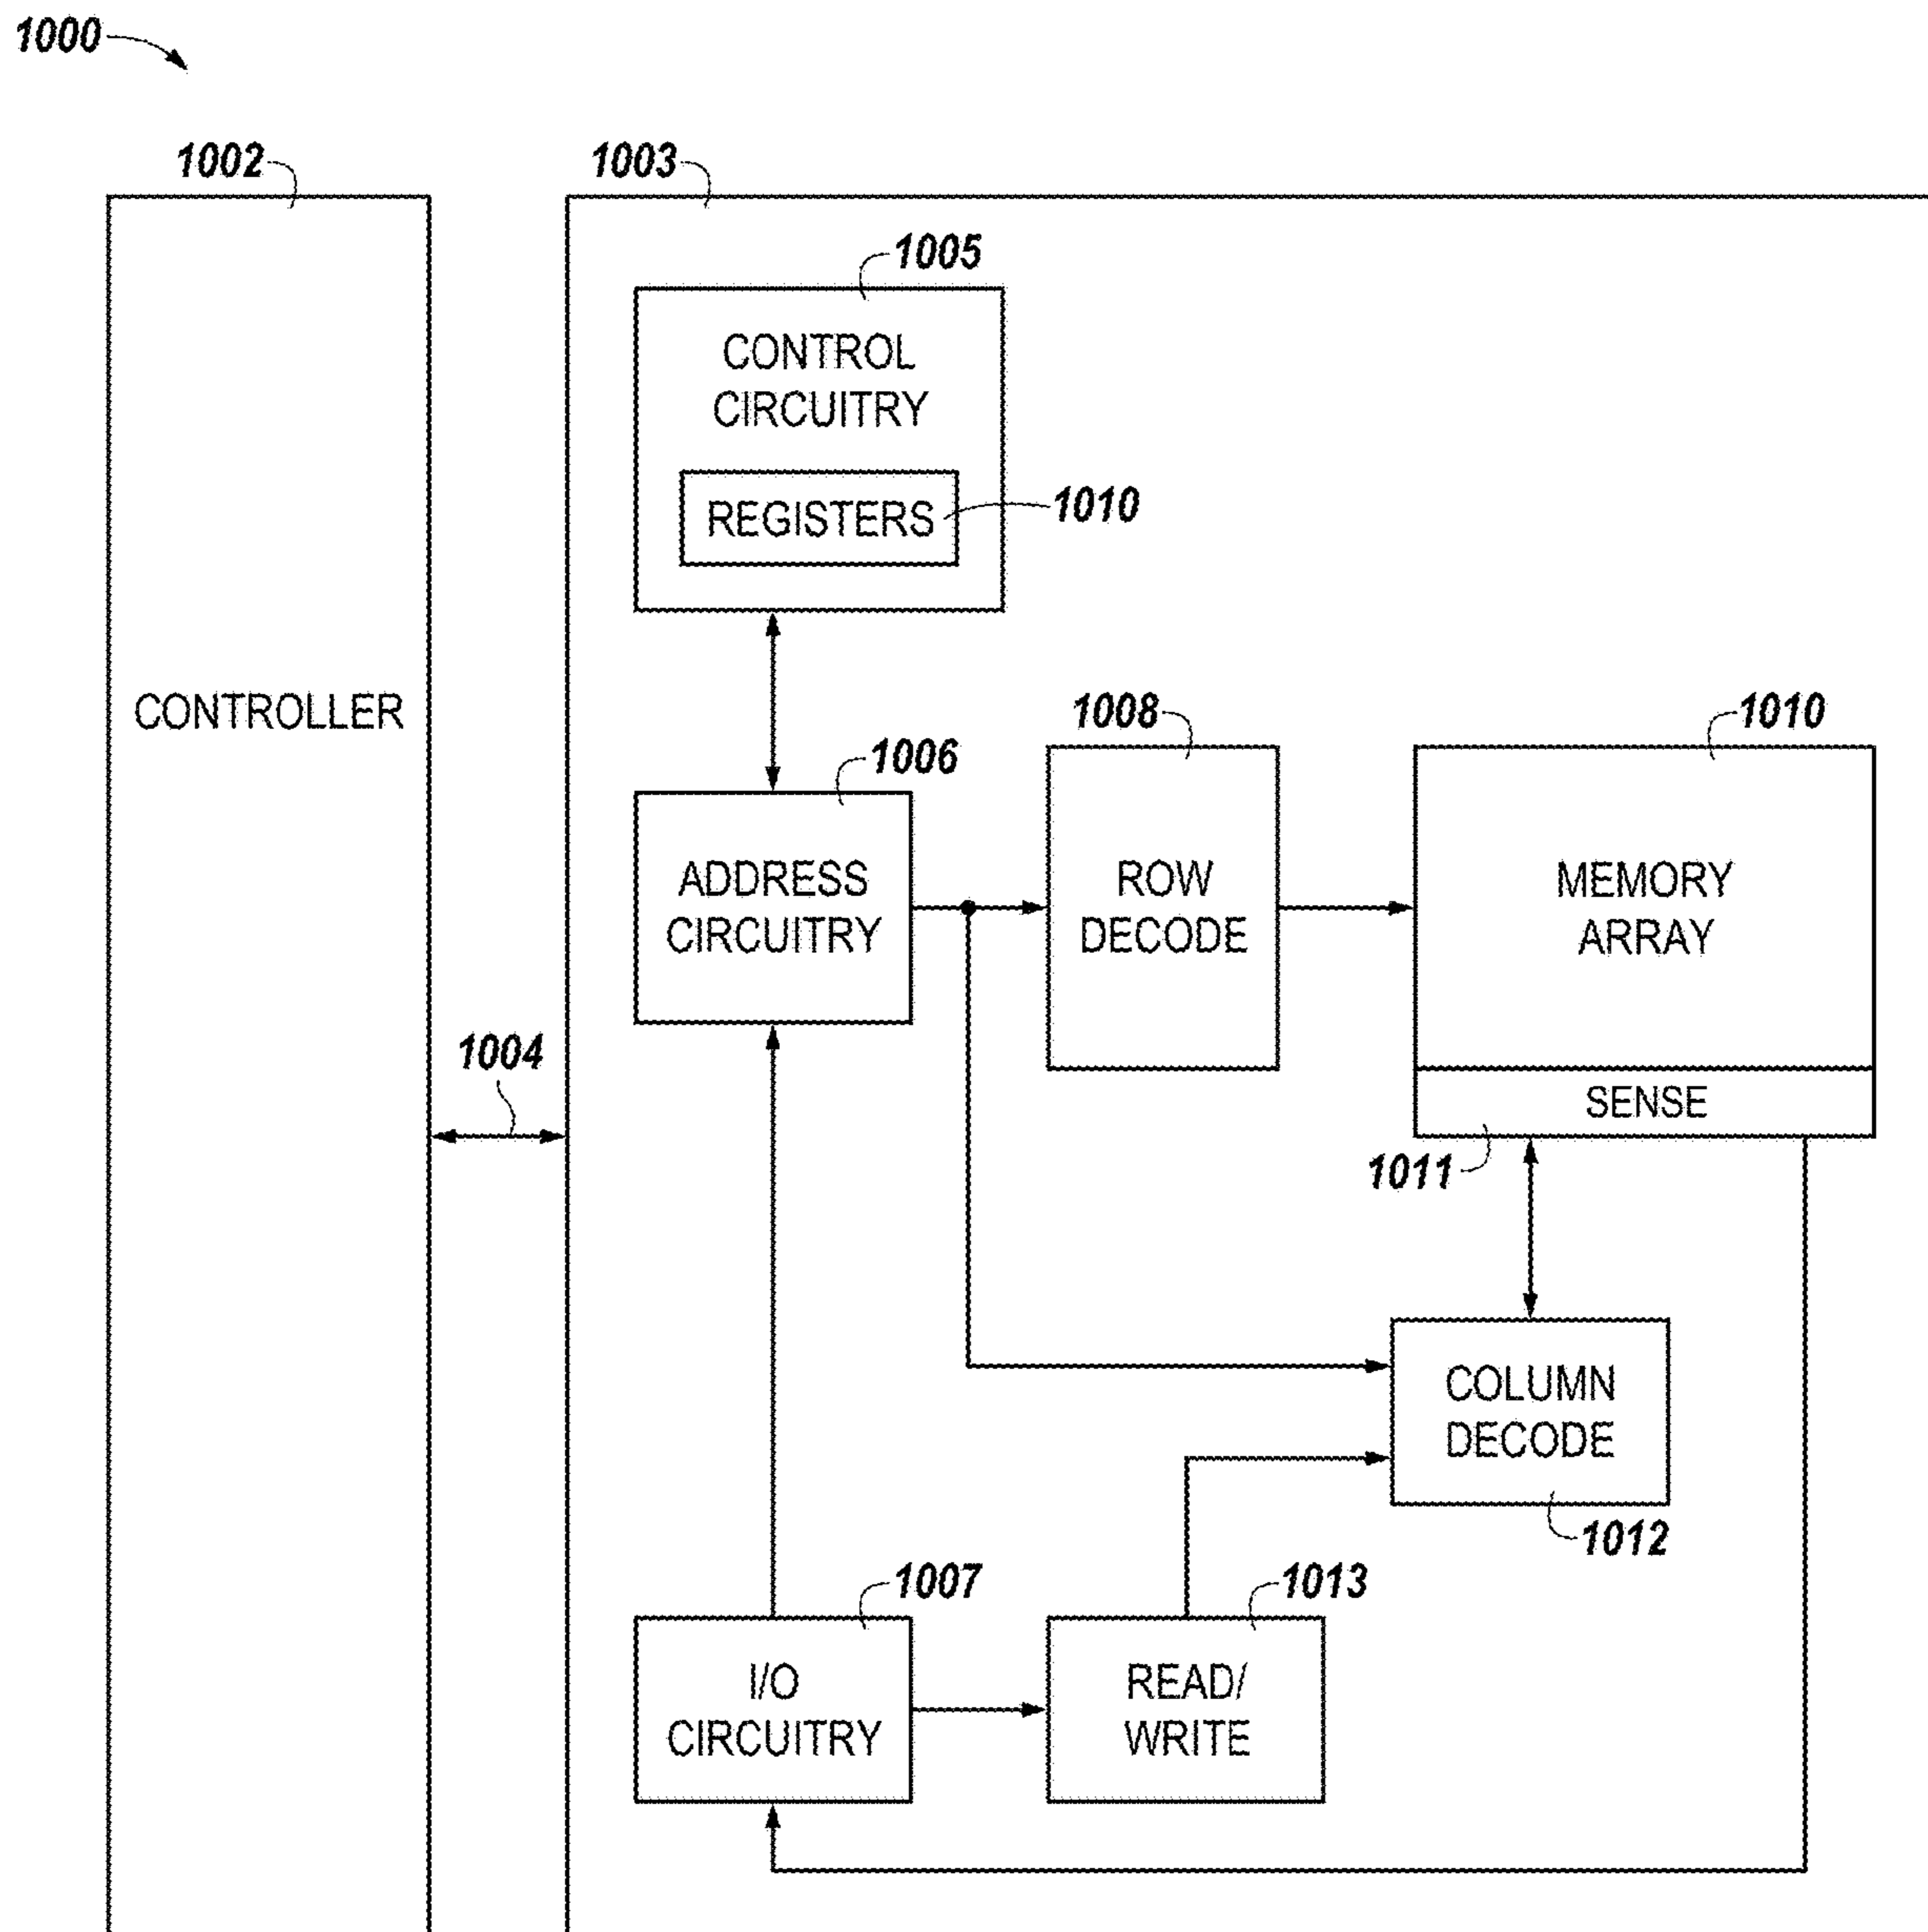 1000
1002
1003
1005
CONTROL
CIRCUITRY
REGISTERS
1010
CONTROLLER
1006
1008
1010
ADDRESS
CIRCUITRY
ROW
DECODE
MEMORY
ARRAY
1004
SENSE
1011
COLUMN
DECODE
1012
1007
1013
I/O
CIRCUITRY
READ/
WRITE